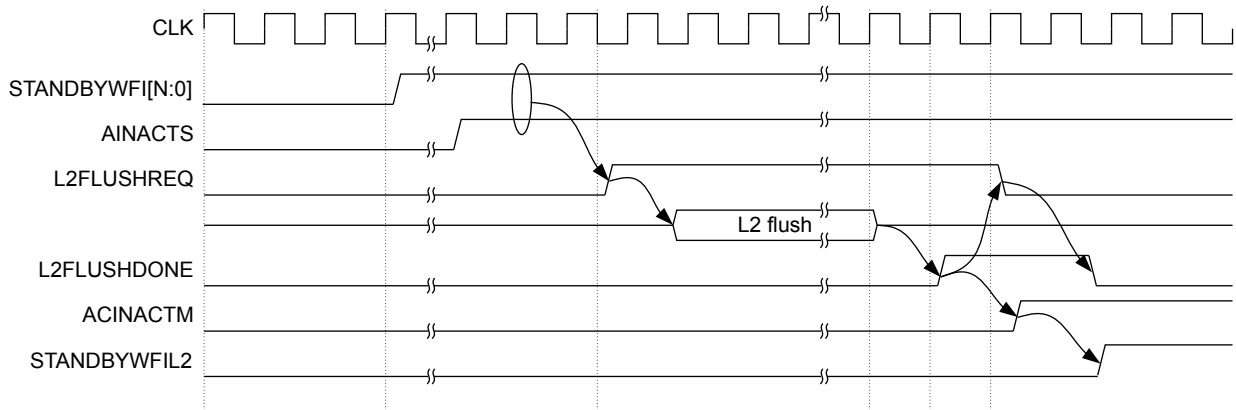 CLK
STANDBYWFI[N:0]
AINACTS
L2FLUSHREQ
L2 flush
L2FLUSHDONE
ACINACTM
STANDBYWFIL2